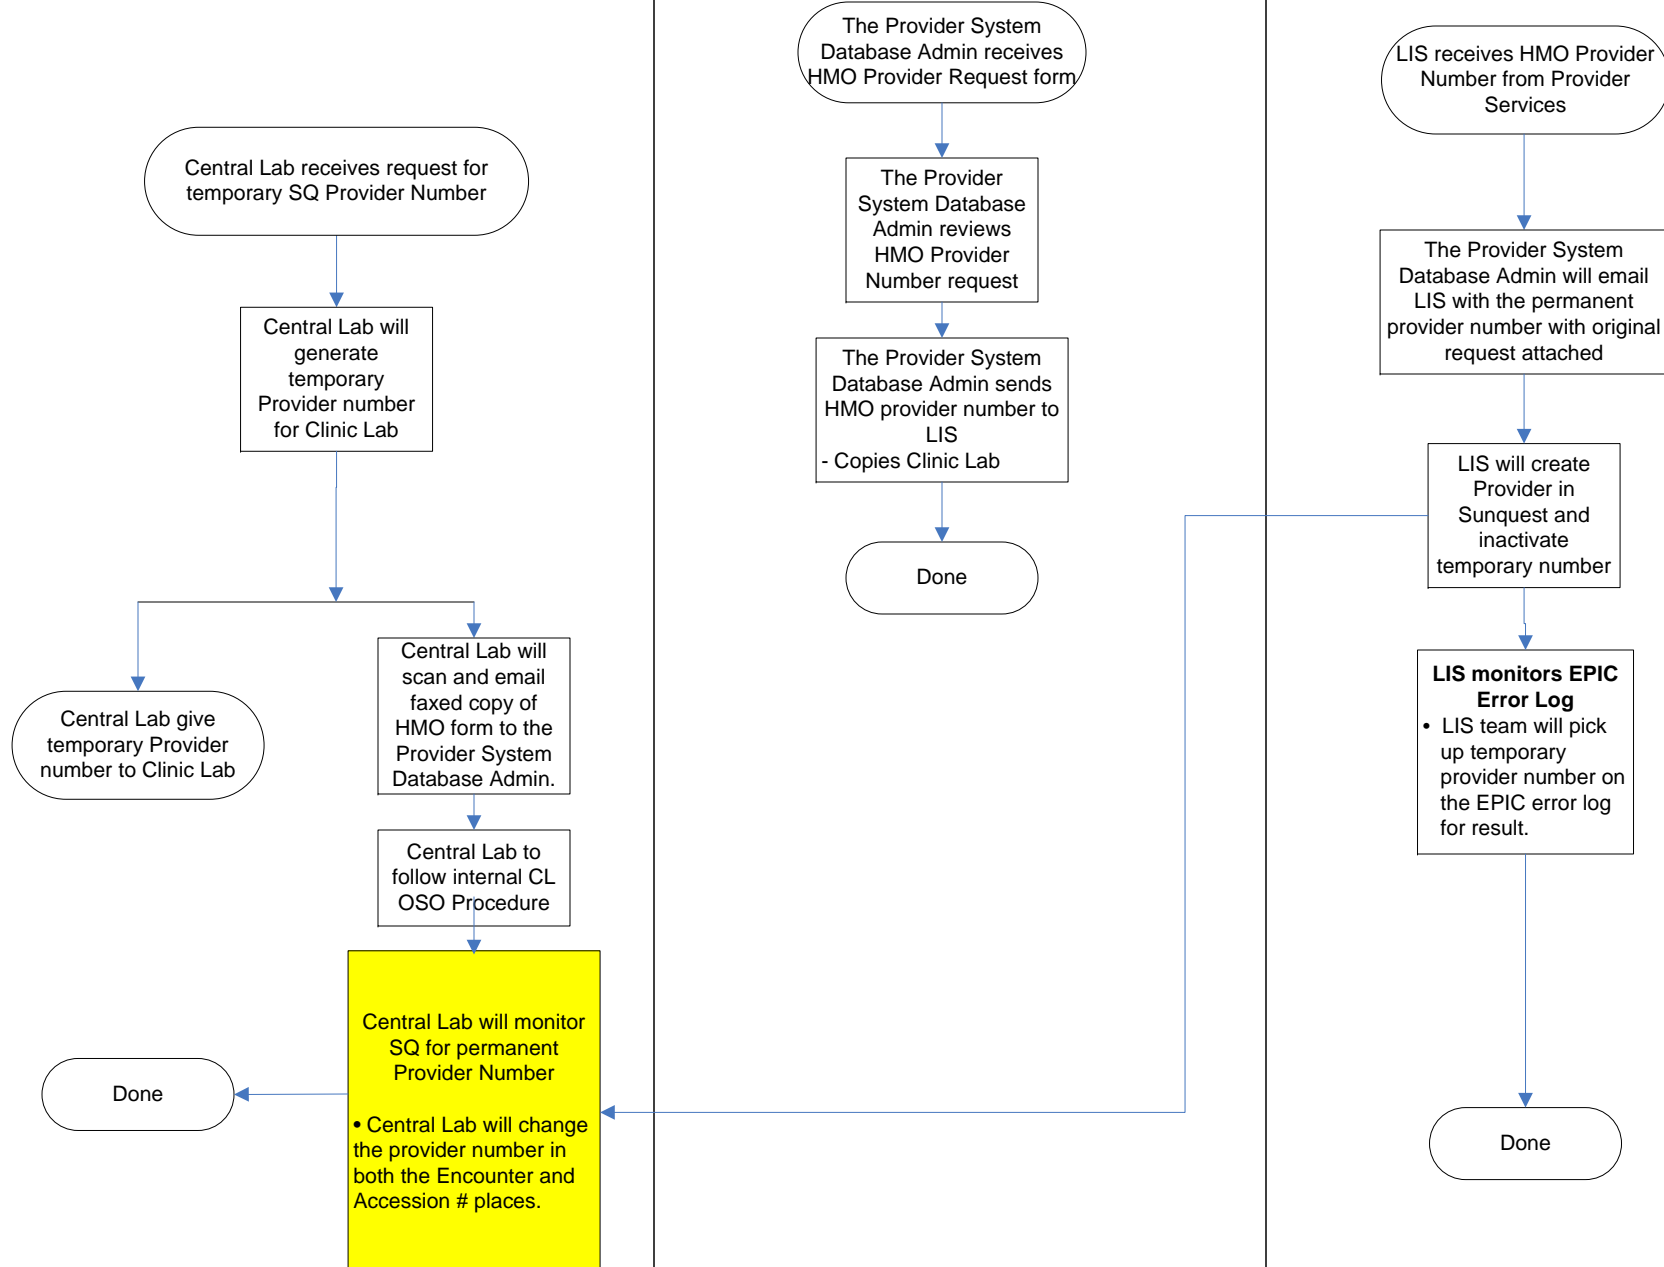 Central Lab receives request for
temporary SQ Provider Number
Central Lab will
generate
temporary
Provider number
for Clinic Lab
Central Lab give
temporary Provider
number to Clinic Lab
Central Lab will
scan and email
faxed copy of
HMO form to the
Provider System
Database Admin.
Central Lab to
follow internal CL
OSO Procedure
Central Lab will monitor
SQ for permanent
Provider Number
• Central Lab will change
the provider number in
both the Encounter and
Accession # places.
Done
The Provider System
Database Admin receives
HMO Provider Request form
The Provider
System Database
Admin reviews
HMO Provider
Number request
The Provider System
Database Admin sends
HMO provider number to
LIS
- Copies Clinic Lab
Done
LIS receives HMO Provider
Number from Provider
Services
The Provider System
Database Admin will email
LIS with the permanent
provider number with original
request attached
LIS will create
Provider in
Sunquest and
inactivate
temporary number
LIS monitors EPIC
Error Log
• LIS team will pick
up temporary
provider number on
the EPIC error log
for result.
Done